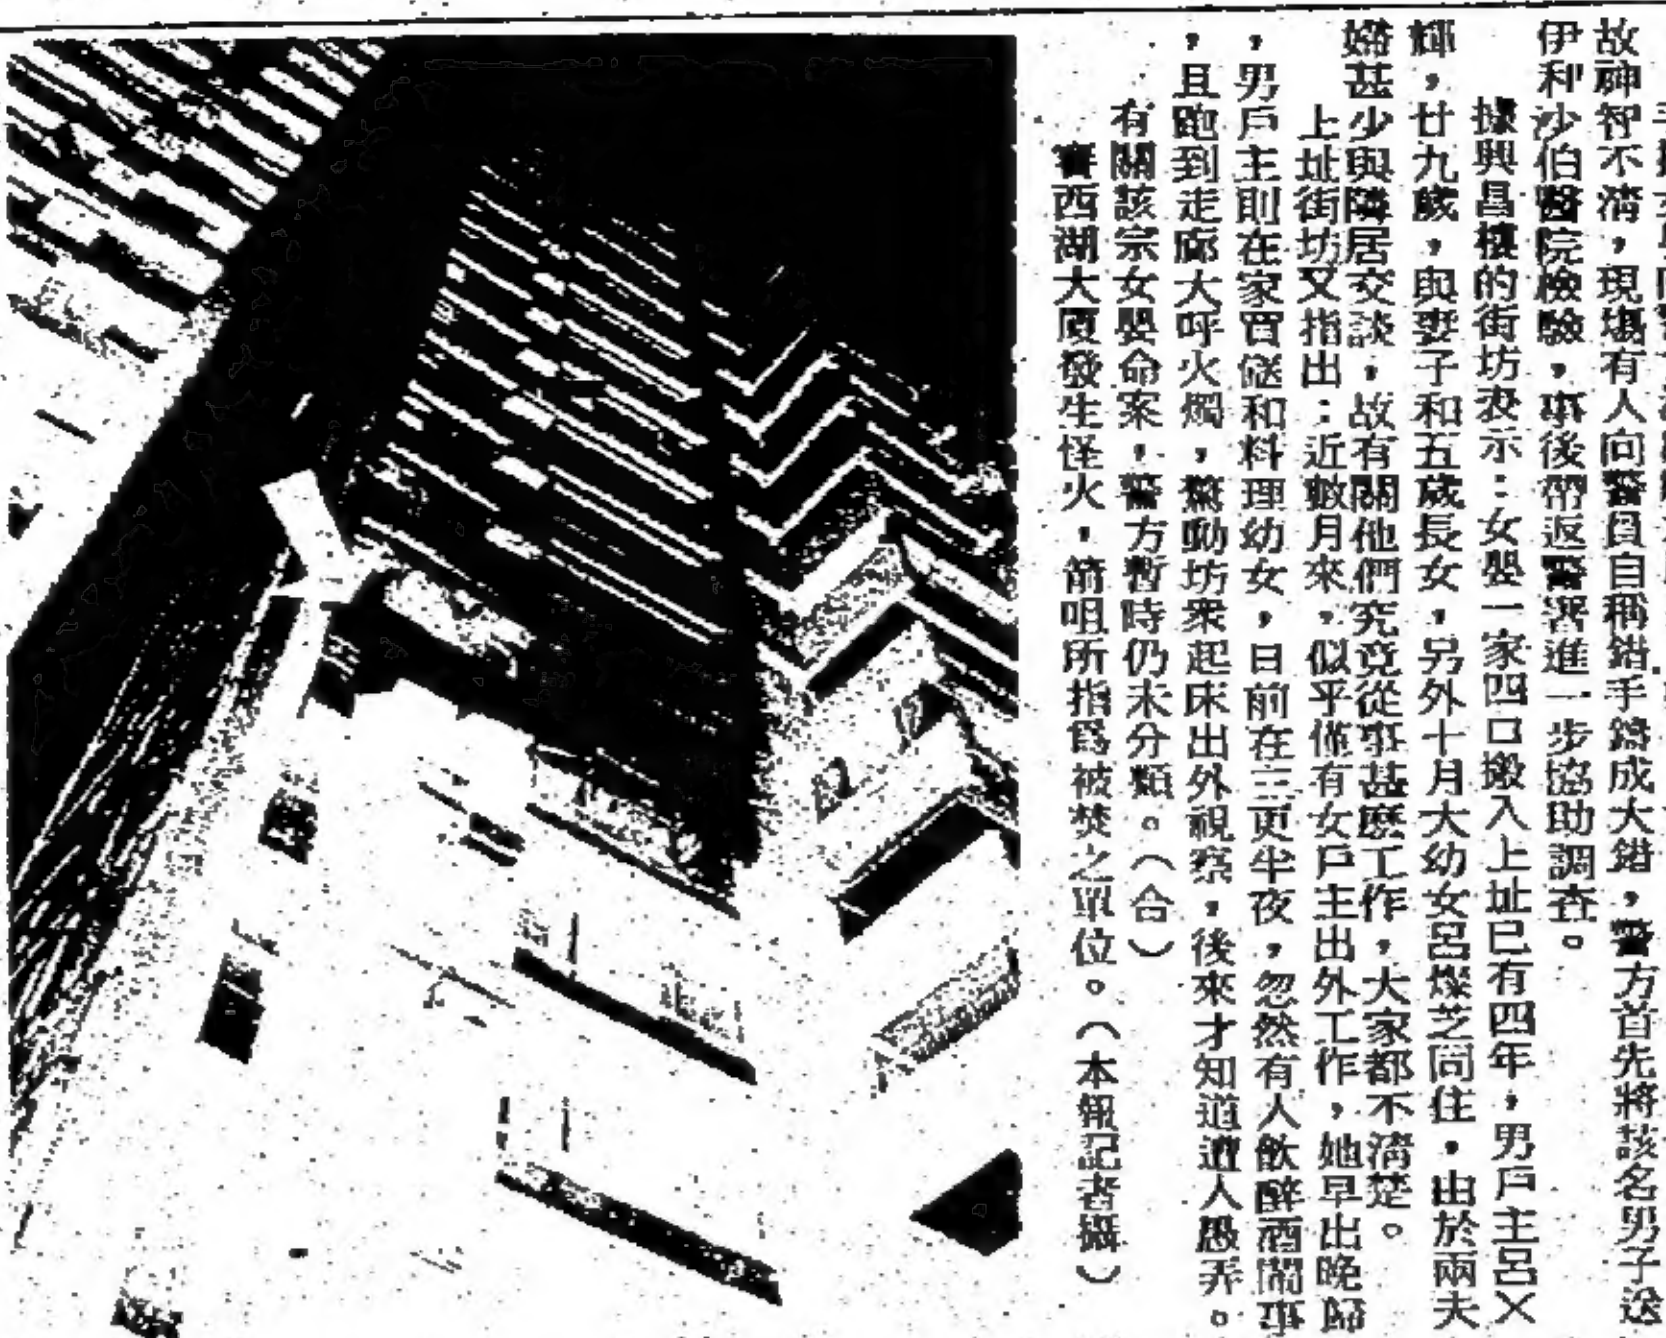 故神智不清，現場有人向警員自稱錯手鑄成大錯，警方首先將該名男子送
伊利沙伯醫院檢驗，事後帶返警署進一步協助調查。
據興昌樓的街坊表示：女嬰一家四口搬入上址已有四年，男戶主呂X
輝，廿九歲，與妻子和五歲長女，另外十月大幼女呂燦芝同住，由於兩夫
婦甚少與隣居交談，故有關他們究竟從事甚麽工作，大家都不清楚。
上址街坊又指出：近數月來，似乎僅有女戶主出外工作，她早出晚歸
，男戶主則在家買餸和料理幼女，日前在三更半夜，忽然有人飲醉酒鬧事
，且跑到走廊大呼火燭，驚動坊衆起床出外視察，後來才知道遭人愚弄。
有關該宗女嬰命案，警方暫時仍未分類。（合）
賽西湖大廈發生怪火，箭咀所指爲被焚之單位。（本報記者攝）